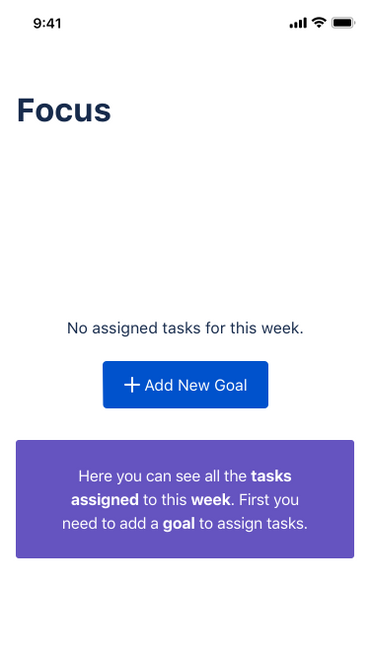 9:41
Focus
No assigned tasks for this week.
Add New Goal
Here you can see all the tasks
assigned to this week. First you
need to add a goal to assign tasks.